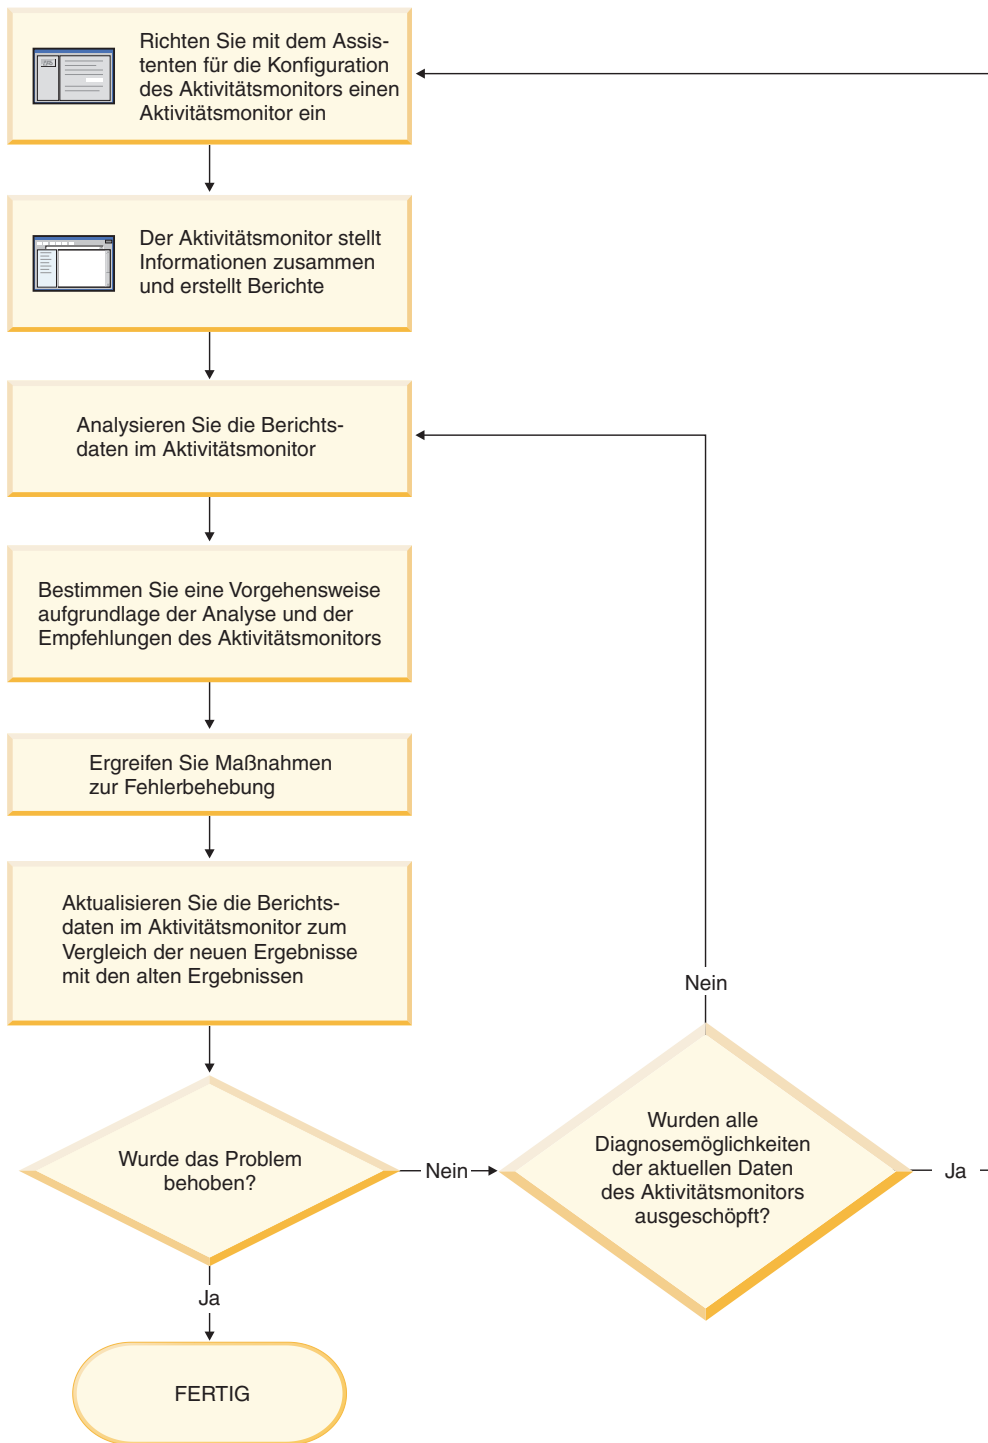 Richten Sie mit dem Assis-
tenten für die Konfiguration
des Aktivitätsmonitors einen
Aktivitätsmonitor ein
Der Aktivitätsmonitor stellt
Informationen zusammen
und erstellt Berichte
Analysieren Sie die Berichts-
daten im Aktivitätsmonitor
Bestimmen Sie eine Vorgehensweise
aufgrundlage der Analyse und der
Empfehlungen des Aktivitätsmonitors
Ergreifen Sie Maßnahmen
zur Fehlerbehebung
Aktualisieren Sie die Berichts-
daten im Aktivitätsmonitor zum
Vergleich der neuen Ergebnisse
mit den alten Ergebnissen
Wurde das Problem
behoben?
Nein
Wurden alle
Diagnosemöglichkeiten
der aktuellen Daten
des Aktivitätsmonitors
ausgeschöpft?
Nein
Ja
Ja
FERTIG